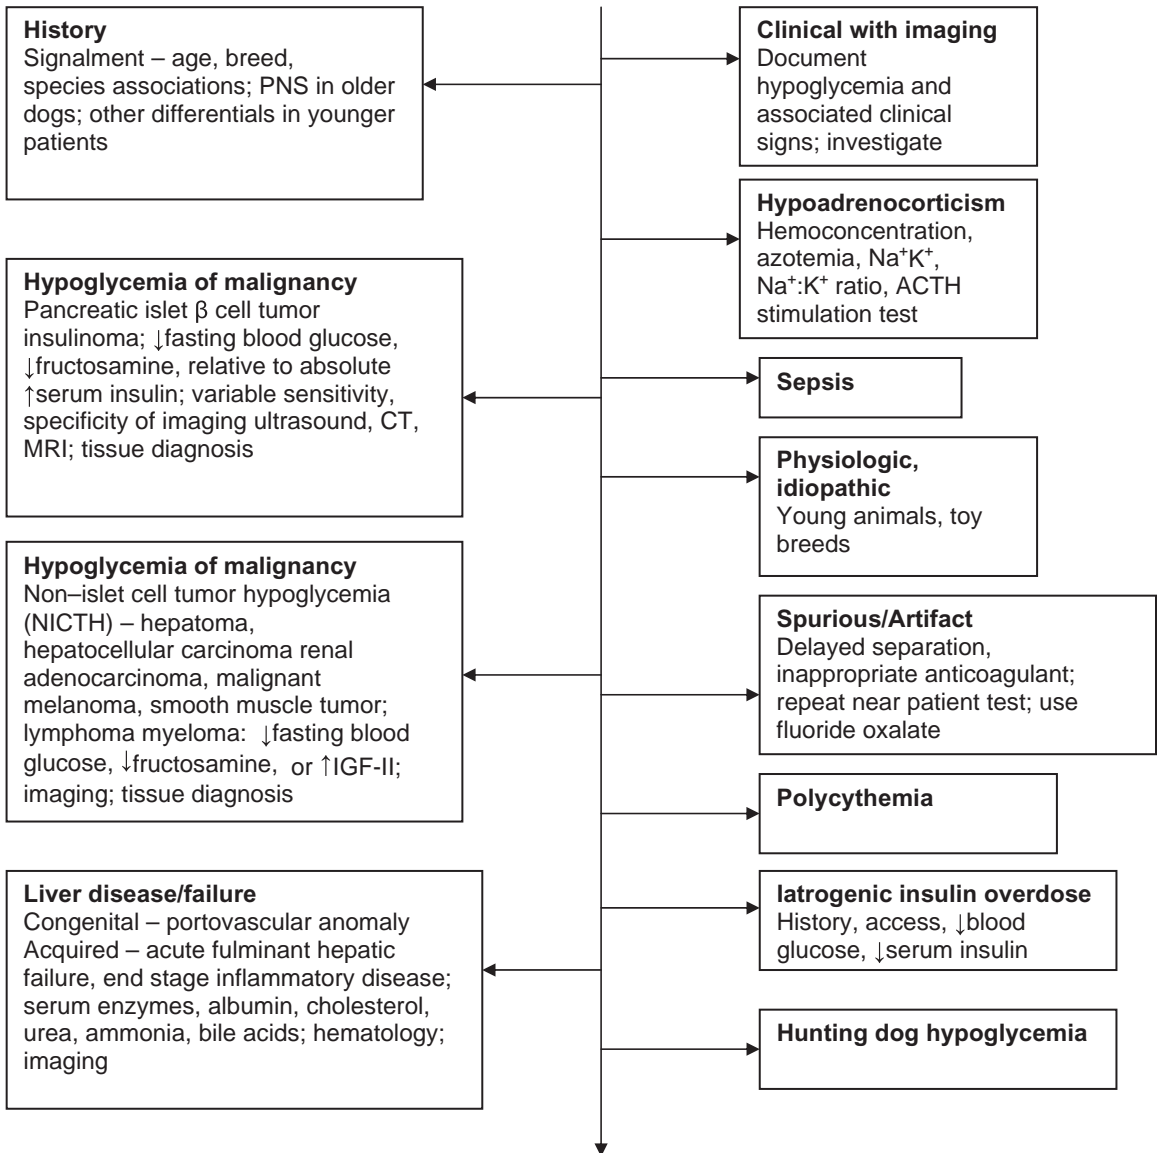 History
Signalment – age, breed,
species associations; PNS in older
dogs; other differentials in younger
patients
Clinical with imaging
Document
hypoglycemia and
associated clinical
signs; investigate
Hypoadrenocorticism
Hemoconcentration,
azotemia, Na⁺K⁺,
Na⁺:K⁺ ratio, ACTH
stimulation test
Hypoglycemia of malignancy
Pancreatic islet β cell tumor
insulinoma; ↓fasting blood glucose,
↓fructosamine, relative to absolute
↑serum insulin; variable sensitivity,
specificity of imaging ultrasound, CT,
MRI; tissue diagnosis
Sepsis
Physiologic,
idiopathic
Young animals, toy
breeds
Hypoglycemia of malignancy
Non–islet cell tumor hypoglycemia
(NICTH) – hepatoma,
hepatocellular carcinoma renal
adenocarcinoma, malignant
melanoma, smooth muscle tumor;
lymphoma myeloma: ↓fasting blood
glucose, ↓fructosamine, or ↑IGF-II;
imaging; tissue diagnosis
Spurious/Artifact
Delayed separation,
inappropriate anticoagulant;
repeat near patient test; use
fluoride oxalate
Polycythemia
Liver disease/failure
Congenital – portovascular anomaly
Acquired – acute fulminant hepatic
failure, end stage inflammatory disease;
serum enzymes, albumin, cholesterol,
urea, ammonia, bile acids; hematology;
imaging
Iatrogenic insulin overdose
History, access, ↓blood
glucose, ↓serum insulin
Hunting dog hypoglycemia